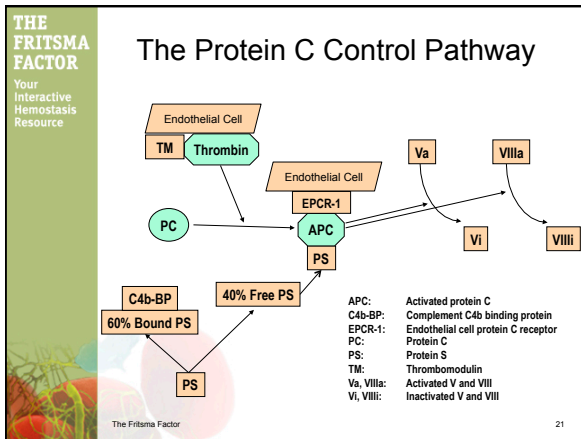 THE
FRITSMA
FACTOR
Your
Interactive
Hemostasis
Resource
The Protein C Control Pathway
Endothelial Cell
TM
Thrombin
Endothelial Cell
EPCR-1
Va
VIIIa
PC
APC
PS
Vi
VIIIi
C4b-BP
60% Bound PS
40% Free PS
PS
APC: Activated protein C
C4b-BP: Complement C4b binding protein
EPCR-1: Endothelial cell protein C receptor
PC: Protein C
PS: Protein S
TM: Thrombomodulin
Va, VIIIa: Activated V and VIII
Vi, VIIIi: Inactivated V and VIII
The Fritsma Factor
21